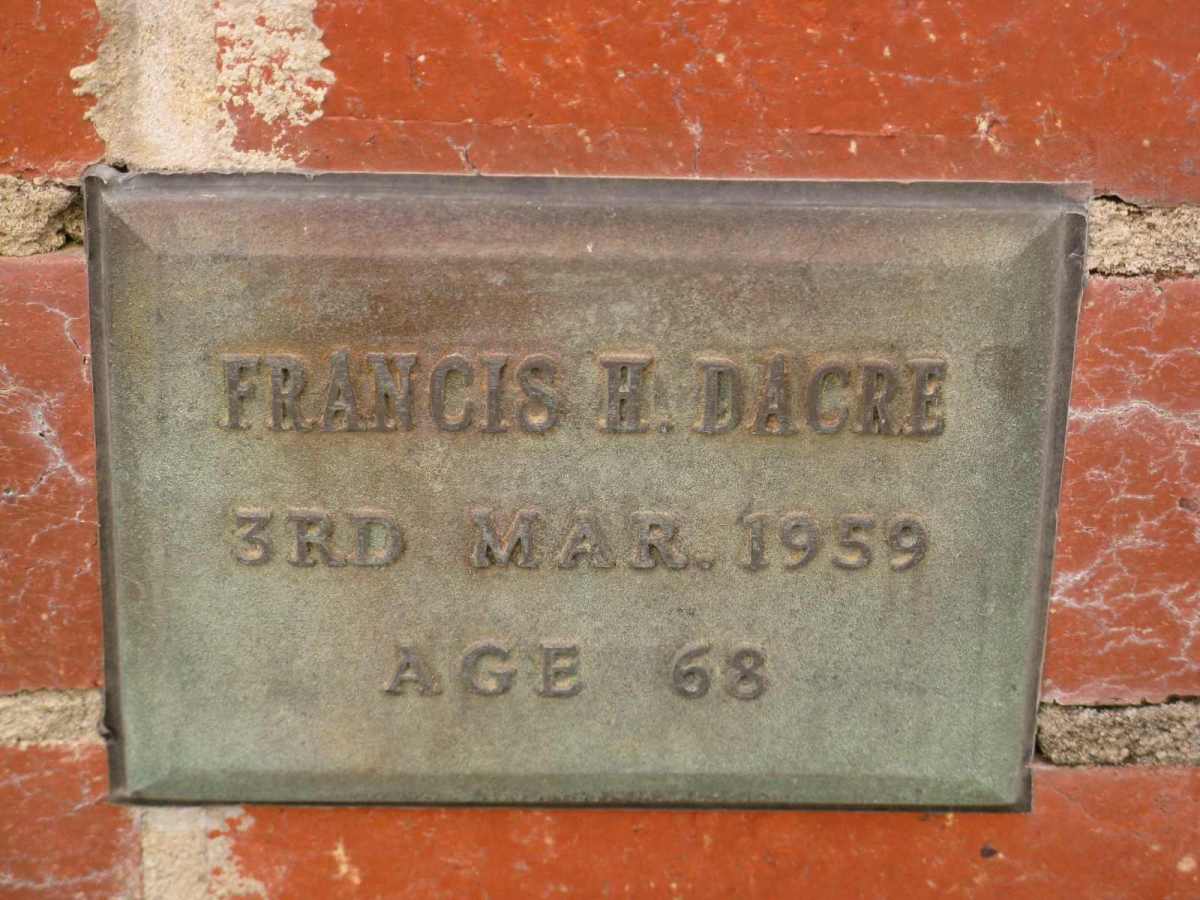 FRANCIS H. DACRE
3RD MAR. 1959
AGE 68